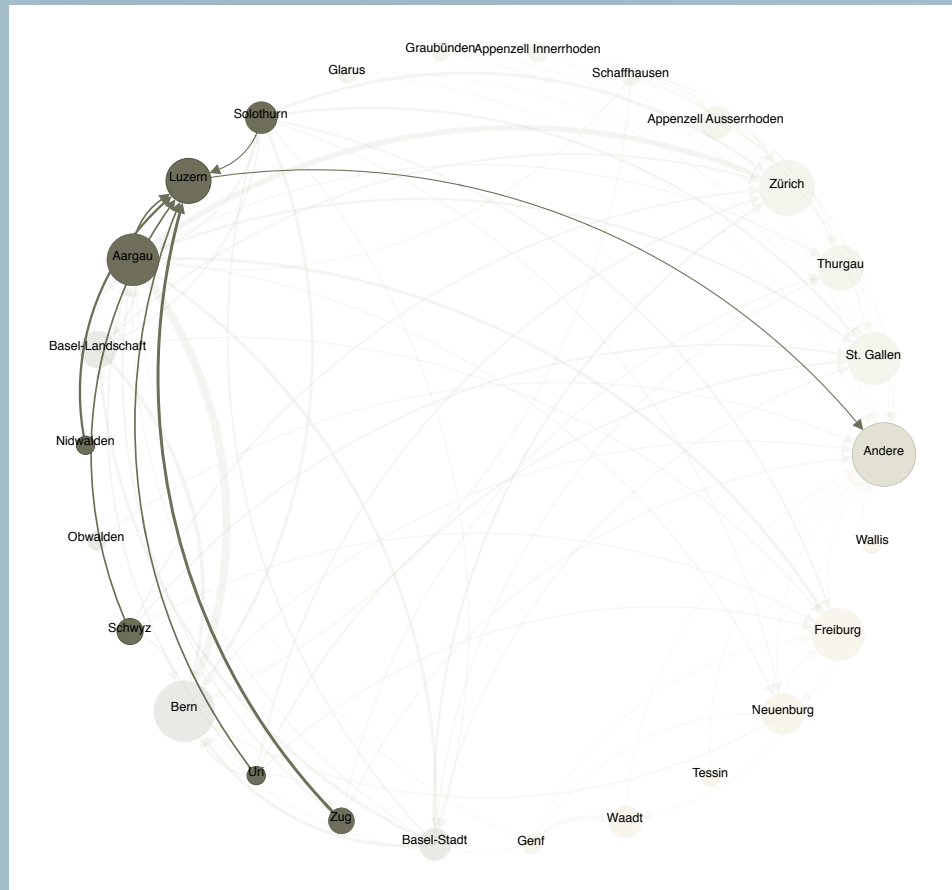 Graubünden
Appenzell Innerrhoden
Glarus
Schaffhausen
Solothurn
Appenzell Ausserrhoden
Luzern
Zürich
Aargau
Thurgau
Basel-Landschaft
St. Gallen
Nidwalden
Andere
Obwalden
Wallis
Schwyz
Freiburg
Bern
Neuenburg
Uri
Tessin
Zug
Waadt
Basel-Stadt
Genf